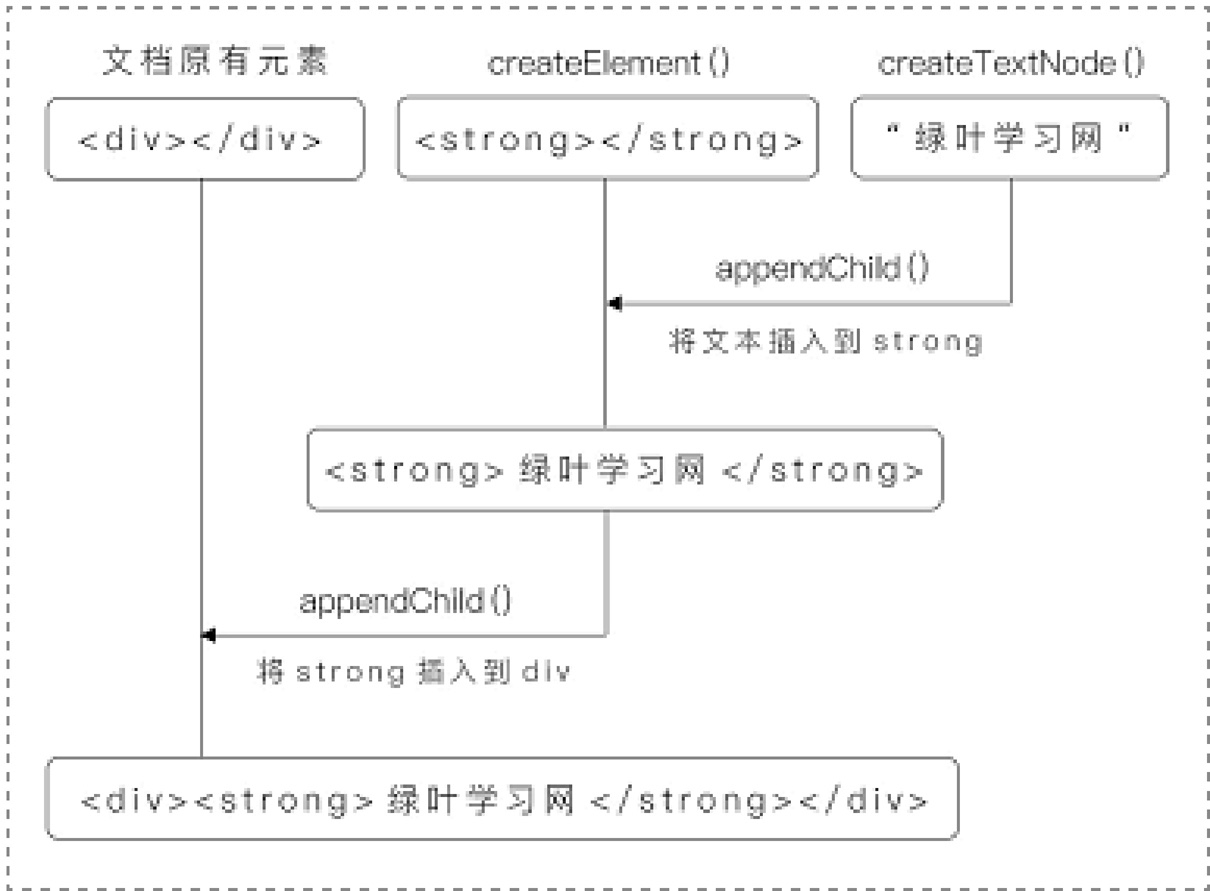 文档原有元素
createElement()
createTextNode()
<div></div>
<strong></strong>
“绿叶学习网”
appendChild()
将文本插入到 strong
<strong> 绿叶学习网 </strong>
appendChild()
将 strong 插入到 div
<div><strong> 绿叶学习网 </strong></div>